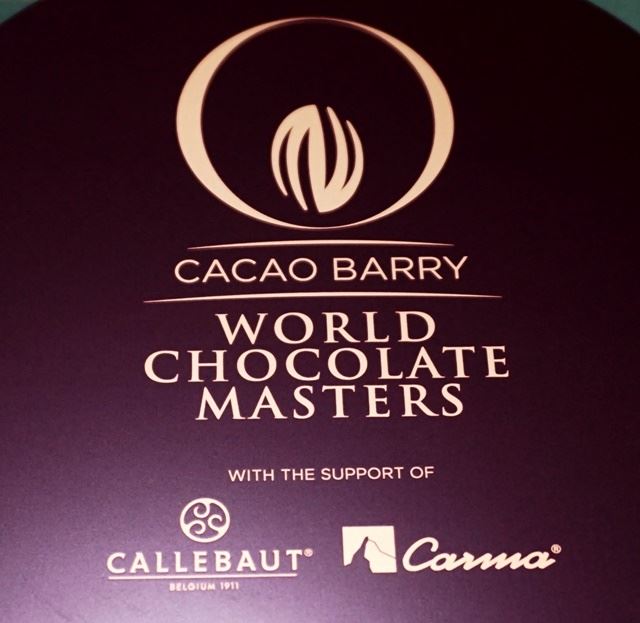 CACAO BARRY
WORLD
CHOCOLATE
MASTERS
WITH THE SUPPORT OF
CALLEBAUT®
BELGIUM 1911
Carma®